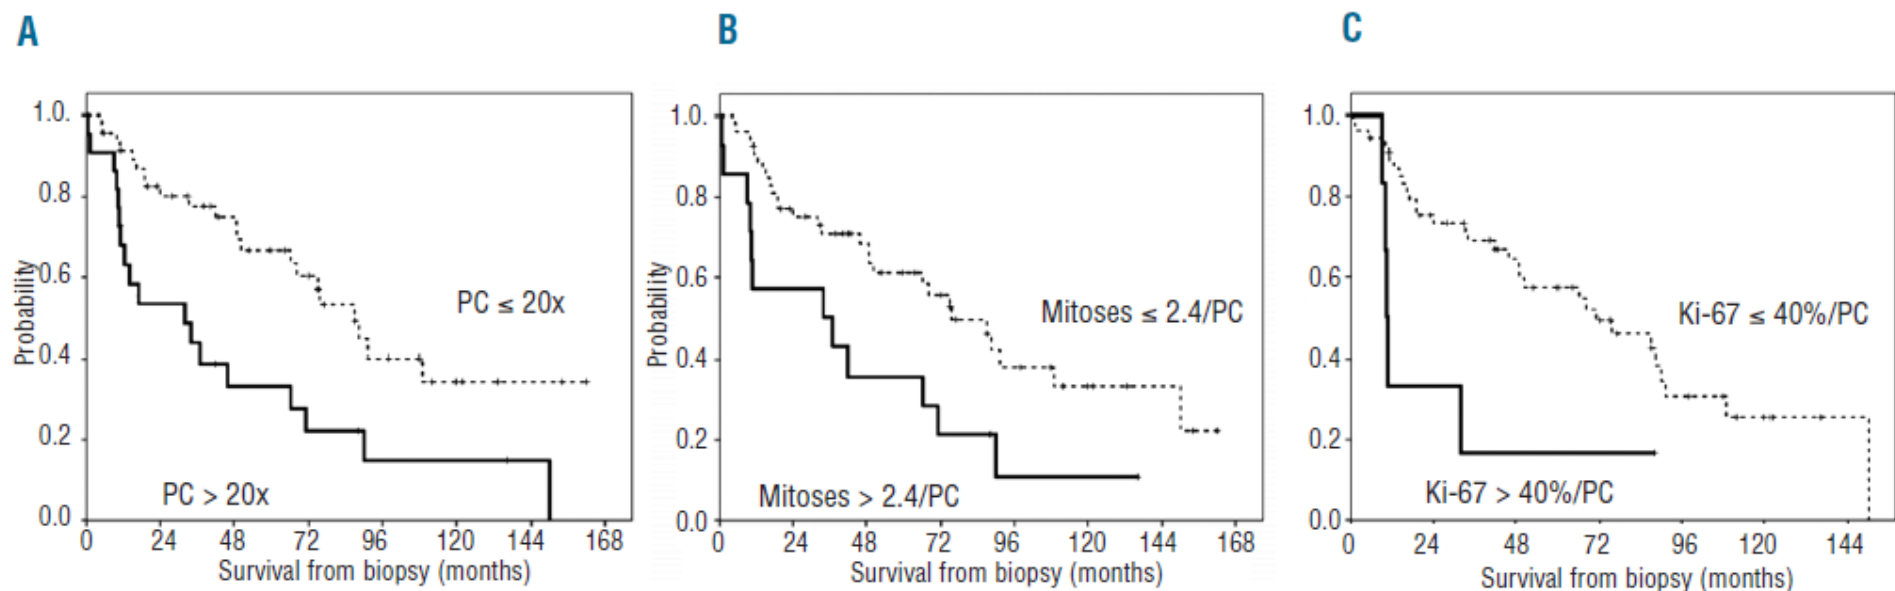 A
B
C
1.0.
0.8
0.6
0.4
0.2
0.0
Probability
PC ≤ 20x
PC > 20x
0 24 48 72 96 120 144 168
Survival from biopsy (months)
1.0.
0.8
0.6
0.4
0.2
0.0
Probability
Mitoses ≤ 2.4/PC
Mitoses > 2.4/PC
0 24 48 72 96 120 144 168
Survival from biopsy (months)
1.0.
0.8
0.6
0.4
0.2
0.0
Ki-67 ≤ 40%/PC
Ki-67 > 40%/PC
0 24 48 72 96 120 144
Survival from biopsy (months)